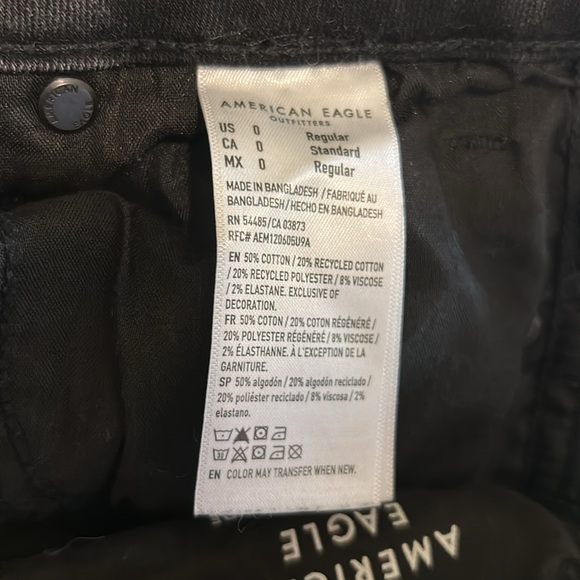 AMERICAN
EAGLE
AMERICAN EAGLE
OUTFITTERS
US 0 Regular
CA 0 Standard
MX 0 Regular
MADE IN BANGLADESH / FABRIQUÉ AU
BANGLADESH / HECHO EN BANGLADESH
RN 54485/CA 03873
RFC# AEM120605U9A
EN 50% COTTON / 20% RECYCLED COTTON
/ 20% RECYCLED POLYESTER / 8% VISCOSE
/ 2% ELASTANE. EXCLUSIVE OF
DECORATION.
FR 50% COTON / 20% COTON RÉGÉNÉRÉ /
20% POLYESTER RÉGÉNÉRÉ / 8% VISCOSE /
2% ÉLASTHANNE. À L'EXCEPTION DE LA
GARNITURE.
SP 50% algodón / 20% algodón reciclado /
20% poliéster reciclado / 8% viscosa / 2%
elastano.
EN COLOR MAY TRANSFER WHEN NEW.
AMERICAN
EAGLE